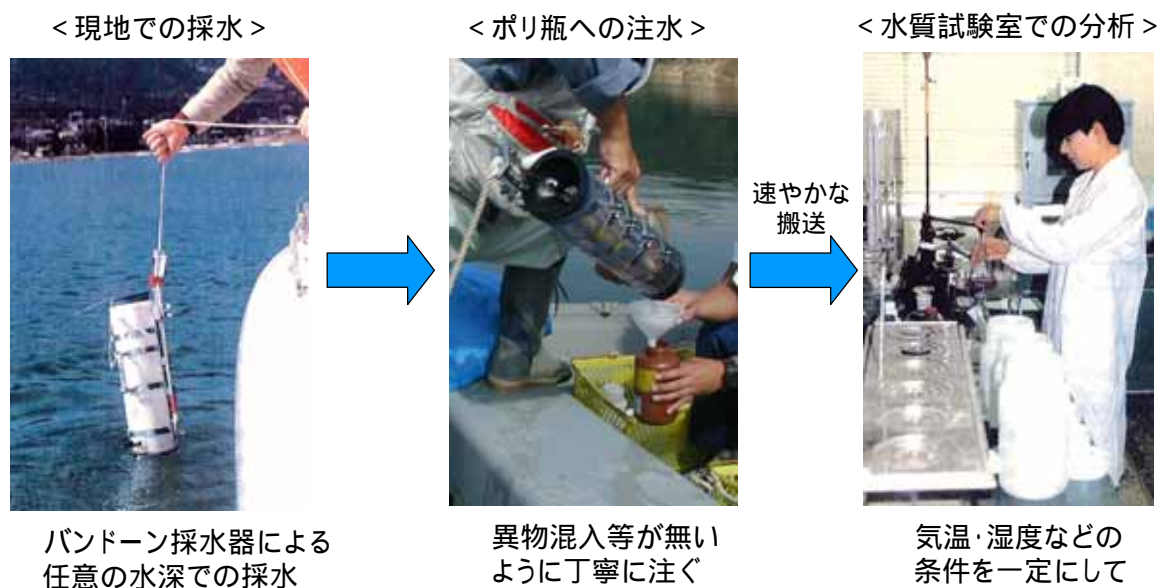 ＜現地での採水＞
＜ポリ瓶への注水＞
＜水質試験室での分析＞
速やかな
搬送
バンドーン採水器による
任意の水深での採水
異物混入等が無い
ように丁寧に注ぐ
気温・湿度などの
条件を一定にして